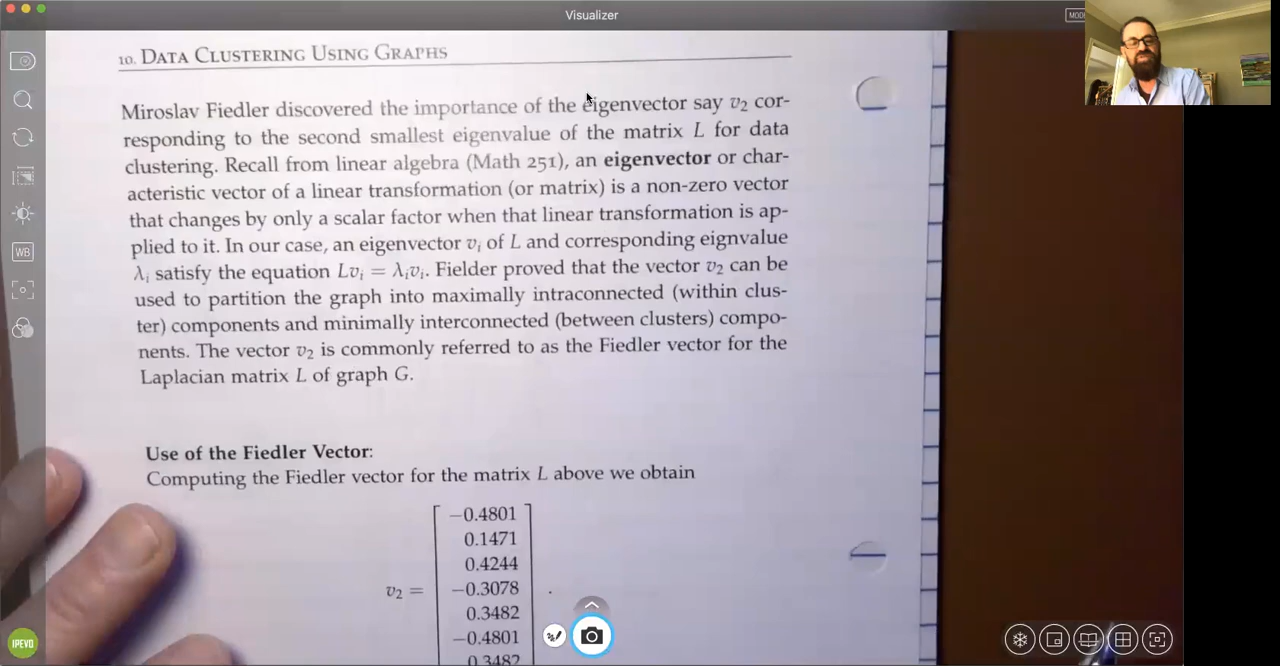 Visualizer
MOD
10. DATA CLUSTERING USING GRAPHS
Miroslav Fiedler discovered the importance of the eigenvector say v₂ cor-
responding to the second smallest eigenvalue of the matrix L for data
clustering. Recall from linear algebra (Math 251), an eigenvector or char-
acteristic vector of a linear transformation (or matrix) is a non-zero vector
that changes by only a scalar factor when that linear transformation is ap-
plied to it. In our case, an eigenvector vᵢ of L and corresponding eignvalue
λᵢ satisfy the equation Lvᵢ = λᵢvᵢ. Fielder proved that the vector v₂ can be
used to partition the graph into maximally intraconnected (within clus-
ter) components and minimally interconnected (between clusters) compo-
nents. The vector v₂ is commonly referred to as the Fiedler vector for the
Laplacian matrix L of graph G.
Use of the Fiedler Vector:
Computing the Fiedler vector for the matrix L above we obtain
−0.4801
0.1471
0.4244
v₂ = −0.3078 .
0.3482
−0.4801
0.3482
WB
IPEVO